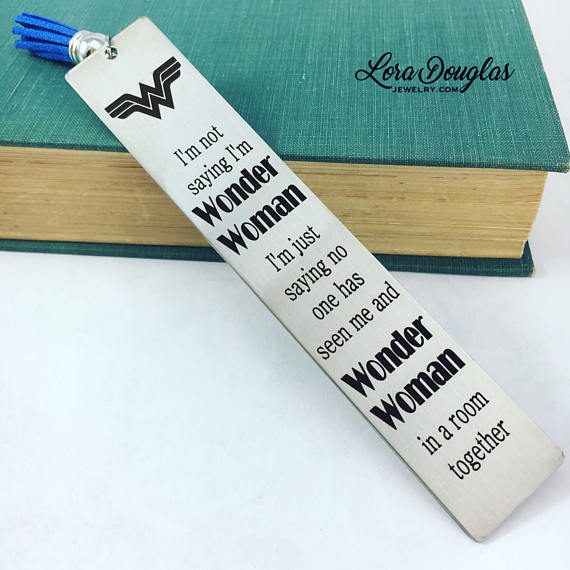 Lora Douglas
JEWELRY.COM
I'm not
saying I'm
Wonder
Woman
I'm just
saying no
one has
seen me and
Wonder
Woman
in a room
together